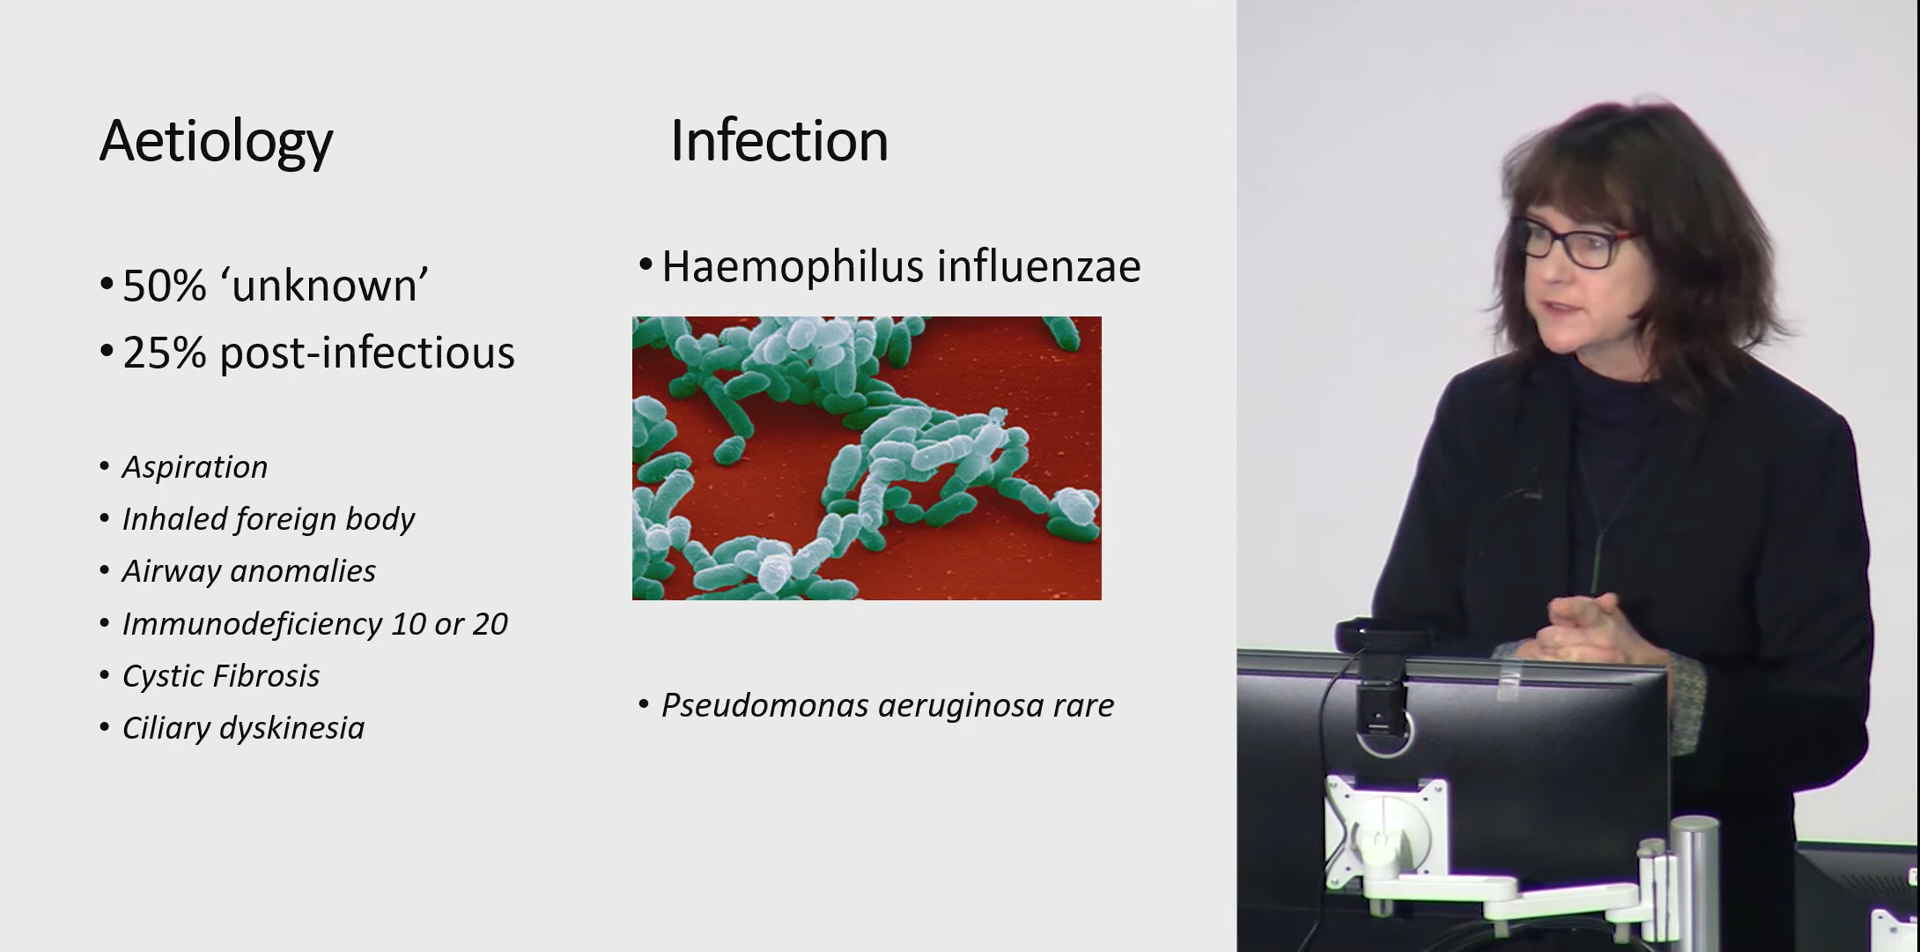 Aetiology
• 50% ‘unknown’
• 25% post-infectious
• Aspiration
• Inhaled foreign body
• Airway anomalies
• Immunodeficiency 10 or 20
• Cystic Fibrosis
• Ciliary dyskinesia
Infection
• Haemophilus influenzae
• Pseudomonas aeruginosa rare